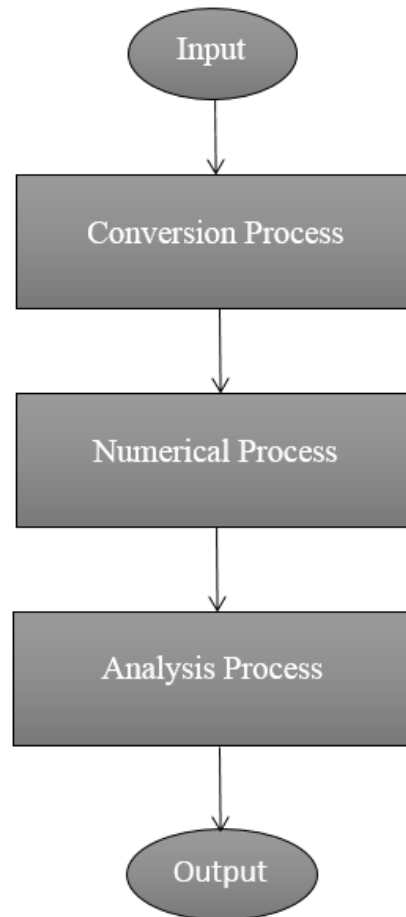 Input
Conversion Process
Numerical Process
Analysis Process
Output